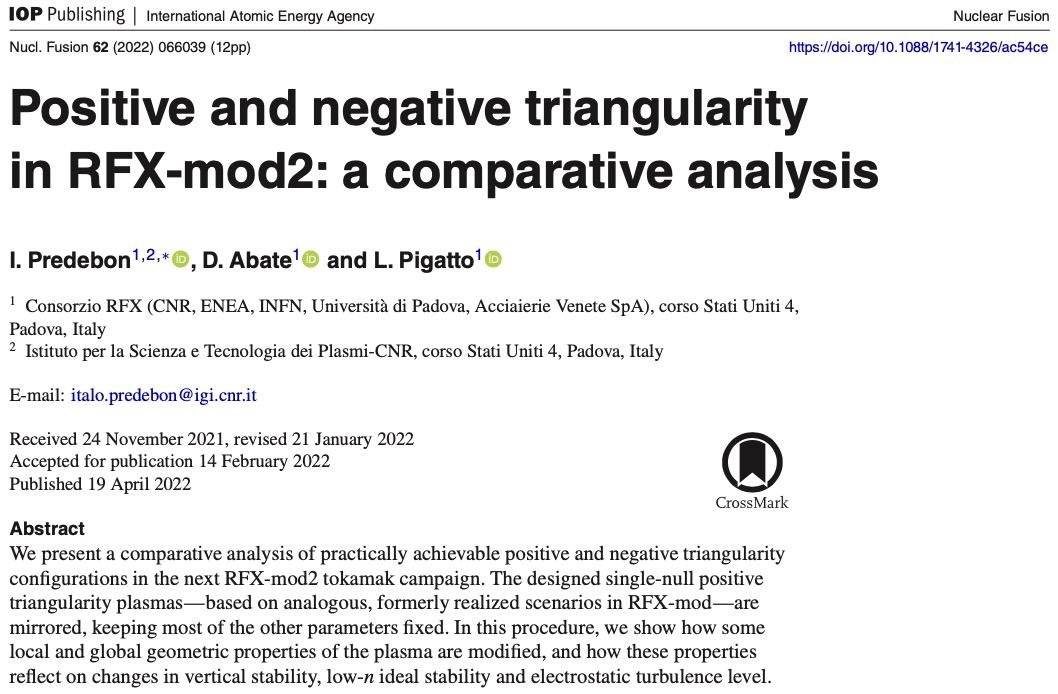 IOP Publishing | International Atomic Energy Agency
Nuclear Fusion
Nucl. Fusion 62 (2022) 066039 (12pp)
https://doi.org/10.1088/1741-4326/ac54ce
Positive and negative triangularity
in RFX-mod2: a comparative analysis
I. Predebon1,2,* iD, D. Abate1 iD and L. Pigatto1 iD
1 Consorzio RFX (CNR, ENEA, INFN, Università di Padova, Acciaierie Venete SpA), corso Stati Uniti 4,
Padova, Italy
2 Istituto per la Scienza e Tecnologia dei Plasmi-CNR, corso Stati Uniti 4, Padova, Italy
E-mail: italo.predebon@igi.cnr.it
Received 24 November 2021, revised 21 January 2022
Accepted for publication 14 February 2022
Published 19 April 2022
CrossMark
Abstract
We present a comparative analysis of practically achievable positive and negative triangularity
configurations in the next RFX-mod2 tokamak campaign. The designed single-null positive
triangularity plasmas—based on analogous, formerly realized scenarios in RFX-mod—are
mirrored, keeping most of the other parameters fixed. In this procedure, we show how some
local and global geometric properties of the plasma are modified, and how these properties
reflect on changes in vertical stability, low-n ideal stability and electrostatic turbulence level.